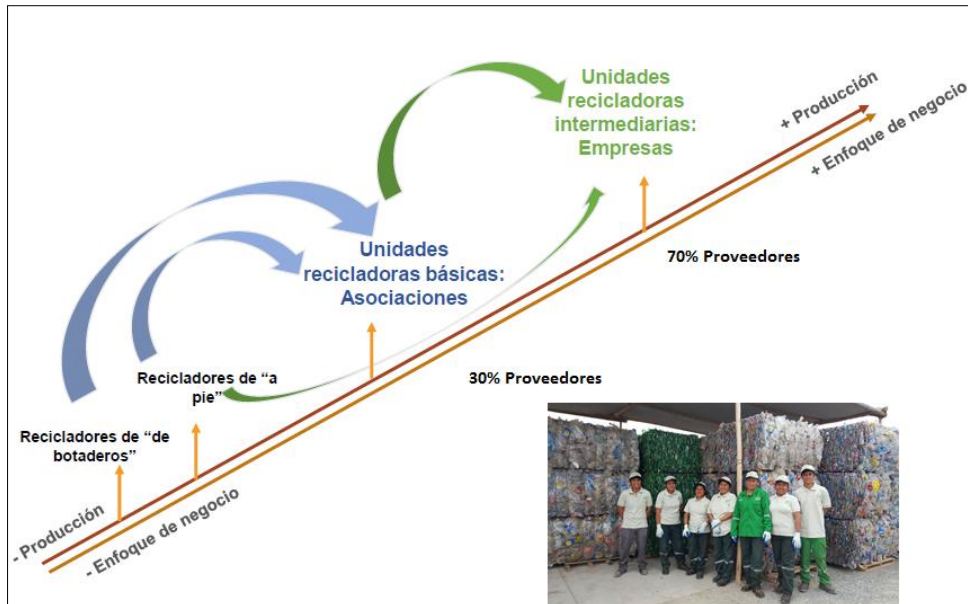 Unidades
recicladoras
intermediarias:
Empresas
+ Producción
+ Enfoque de negocio
Unidades
recicladoras básicas:
Asociaciones
70% Proveedores
Recicladores de “a
pie”
30% Proveedores
Recicladores de “de
botaderos”
- Producción
- Enfoque de negocio